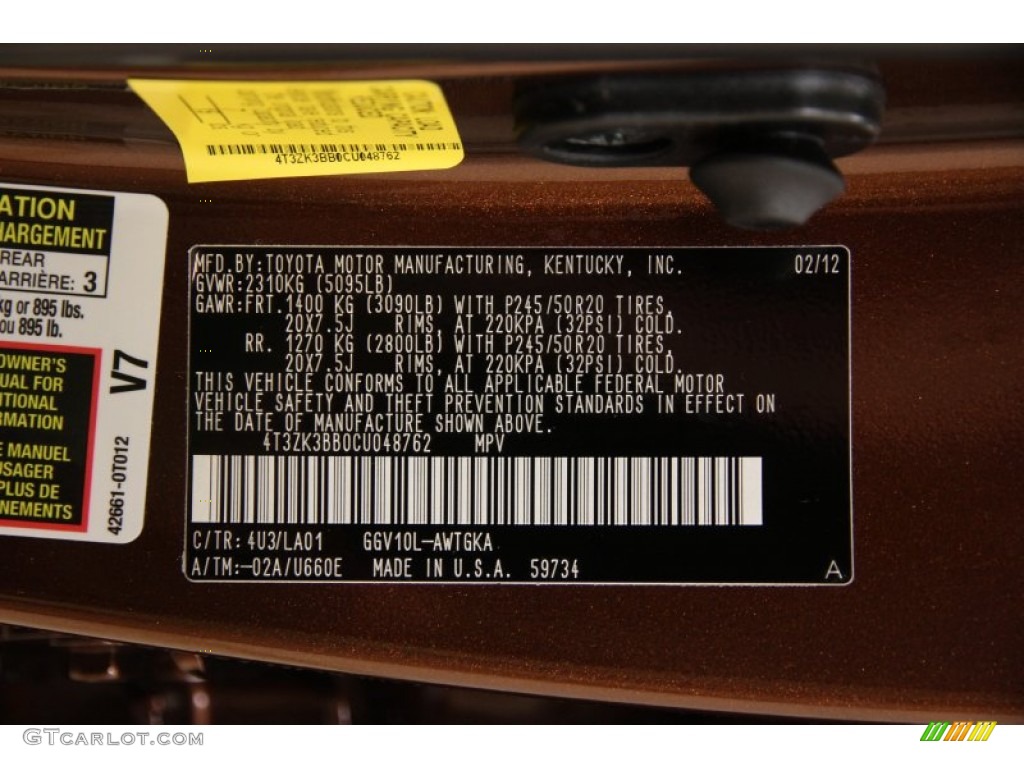 4T3ZK3BB0CU048762
ATION
HARGEMENT
REAR
ARRIÈRE: 3
kg or 895 lbs.
ou 895 lb.
OWNER'S
UAL FOR
ITIONAL
RMATION
E MANUEL
USAGER
PLUS DE
GNEMENTS
V7
42661-0T012
MFD.BY:TOYOTA MOTOR MANUFACTURING, KENTUCKY, INC. 02/12
GVWR:2310KG (5095LB)
GAWR:FRT. 1400 KG (3090LB) WITH P245/50R20 TIRES,
20X7.5J RIMS, AT 220KPA (32PSI) COLD.
RR. 1270 KG (2800LB) WITH P245/50R20 TIRES,
20X7.5J RIMS, AT 220KPA (32PSI) COLD.
THIS VEHICLE CONFORMS TO ALL APPLICABLE FEDERAL MOTOR
VEHICLE SAFETY AND THEFT PREVENTION STANDARDS IN EFFECT ON
THE DATE OF MANUFACTURE SHOWN ABOVE.
4T3ZK3BB0CU048762 MPV
C/TR: 4U3/LA01 GGV10L-AWTGKA
A/TM:-02A/U660E MADE IN U.S.A. 59734 A
GTCarlot.com